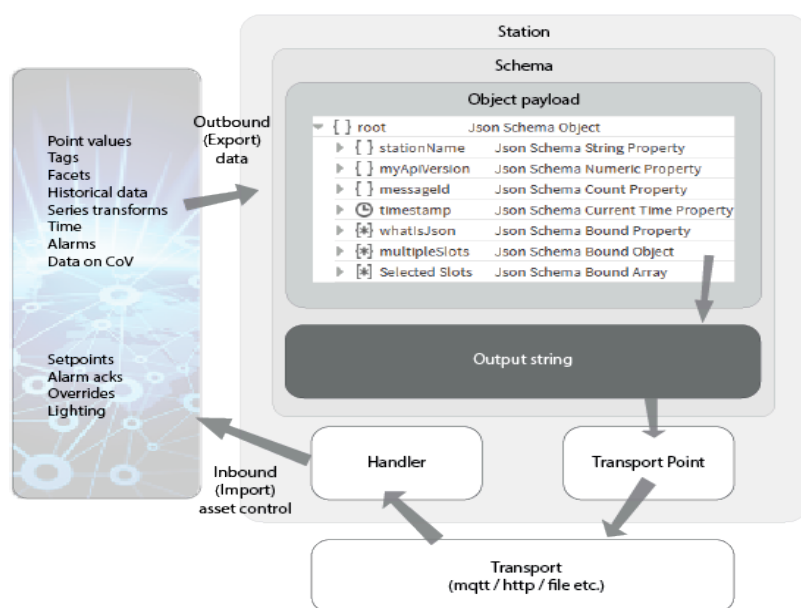 Station
Schema
Object payload
root Json Schema Object
stationName Json Schema String Property
myApiVersion Json Schema Numeric Property
messageId Json Schema Count Property
timestamp Json Schema Current Time Property
whatIsJson Json Schema Bound Property
multipleSlots Json Schema Bound Object
Selected Slots Json Schema Bound Array
Output string
Point values
Tags
Facets
Historical data
Series transforms
Time
Alarms
Data on CoV
Outbound
(Export)
data
Setpoints
Alarm acks
Overrides
Lighting
Inbound
(Import)
asset control
Handler
Transport Point
Transport
(mqtt / http / file etc.)